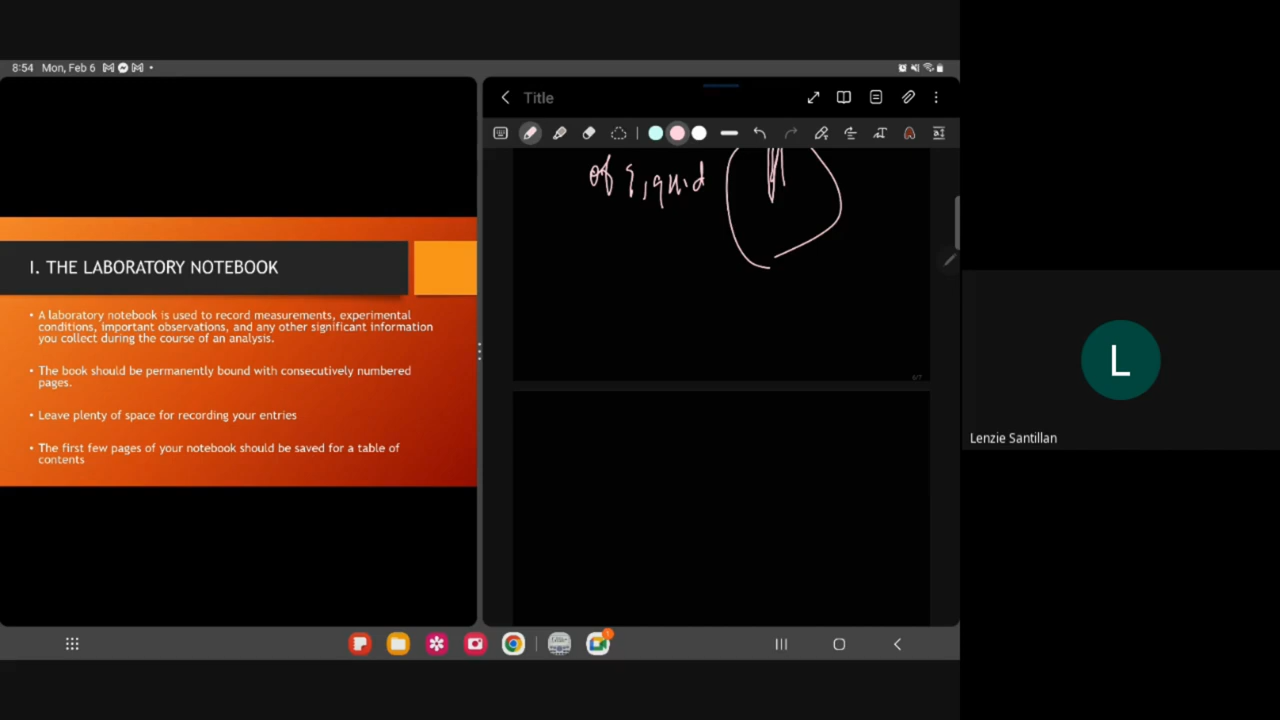 8:54 Mon, Feb 6
Title
of liquid
I. THE LABORATORY NOTEBOOK
• A laboratory notebook is used to record measurements, experimental
conditions, important observations, and any other significant information
you collect during the course of an analysis.
• The book should be permanently bound with consecutively numbered
pages.
• Leave plenty of space for recording your entries
• The first few pages of your notebook should be saved for a table of
contents
6/7
L
Lenzie Santillan